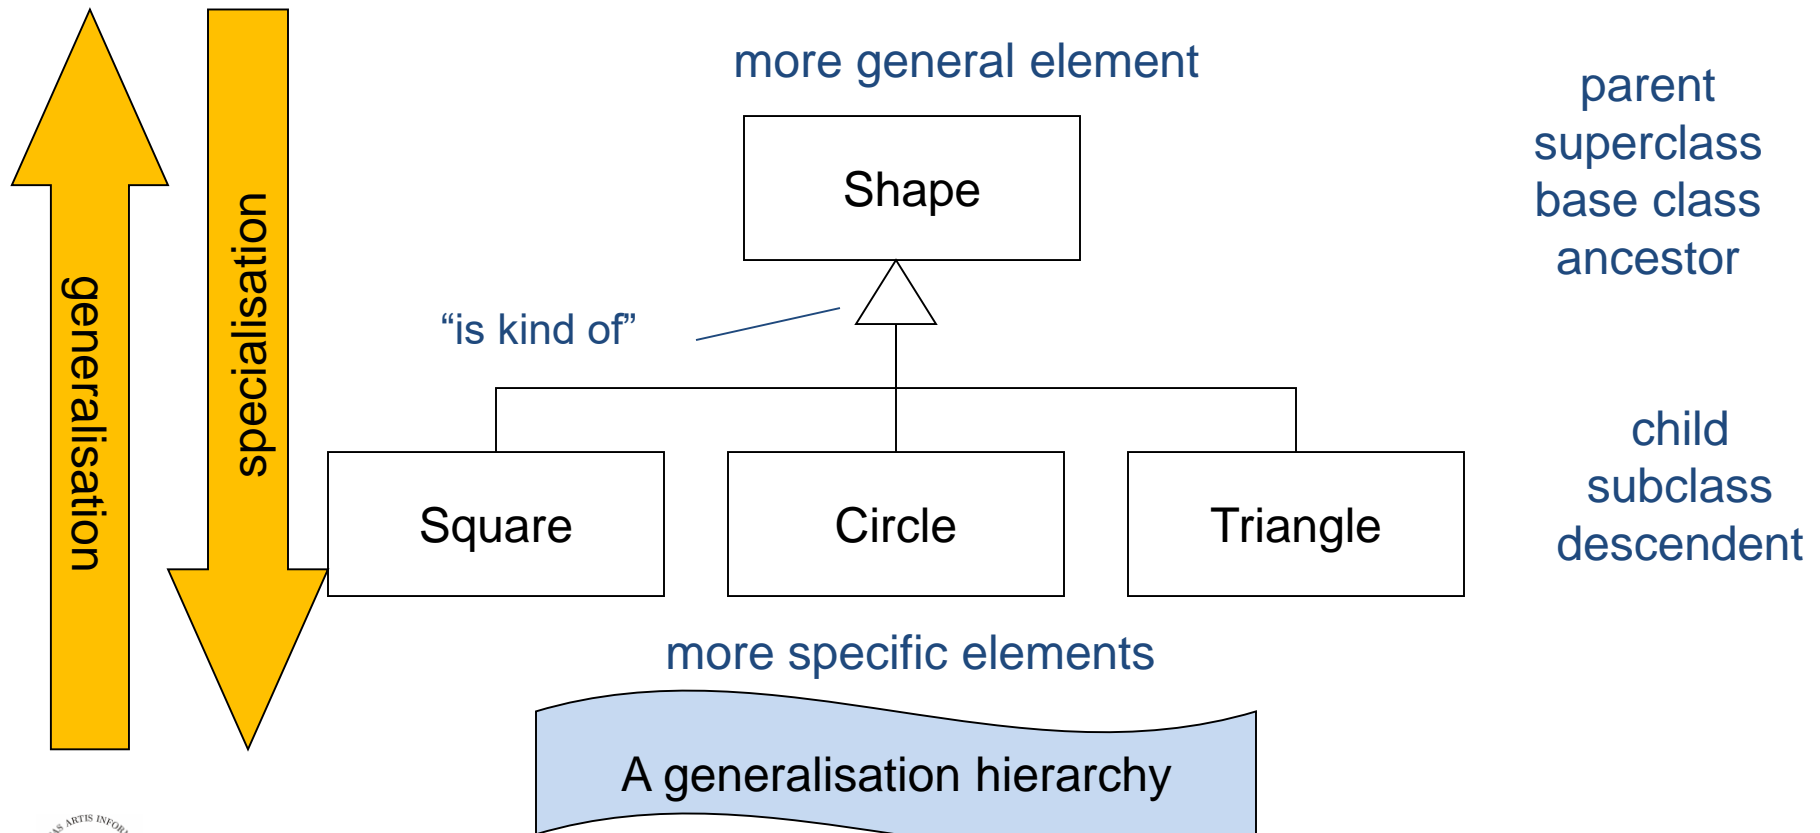 more general element
parent
superclass
base class
ancestor
Shape
generalisation
specialisation
“is kind of”
child
subclass
descendent
Square
Circle
Triangle
more specific elements
A generalisation hierarchy
ARTIS